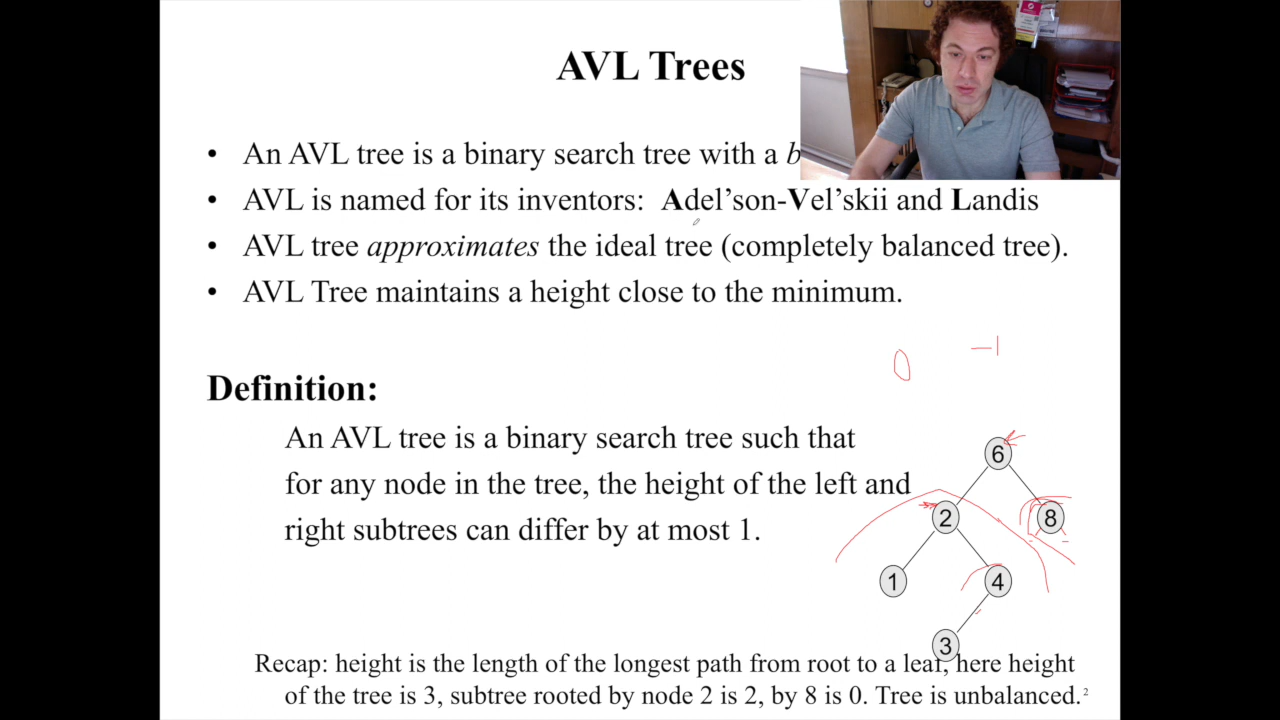 AVL Trees
• An AVL tree is a binary search tree with a b
• AVL is named for its inventors: Adel’son-Vel’skii and Landis
• AVL tree approximates the ideal tree (completely balanced tree).
• AVL Tree maintains a height close to the minimum.
0 -1
Definition:
An AVL tree is a binary search tree such that
for any node in the tree, the height of the left and
right subtrees can differ by at most 1.
6
2 8
1 4
3
Recap: height is the length of the longest path from root to a leaf, here height
of the tree is 3, subtree rooted by node 2 is 2, by 8 is 0. Tree is unbalanced.
2